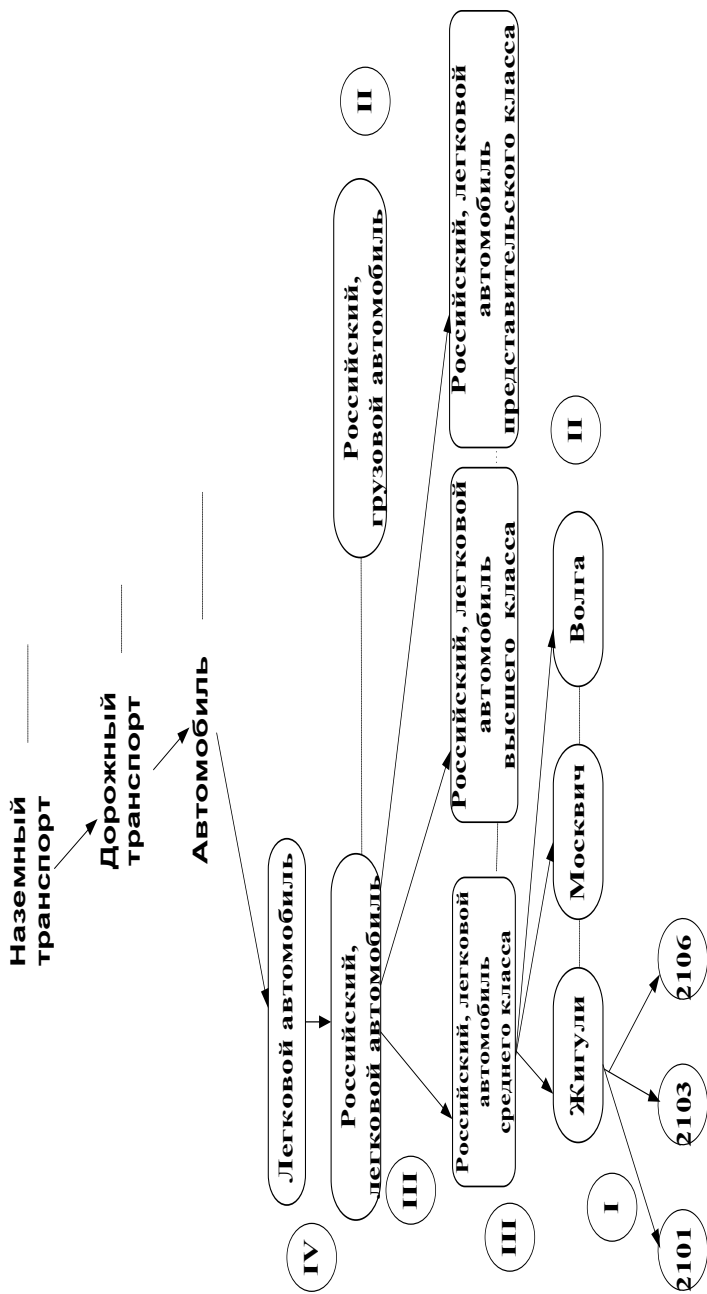 Наземный
транспорт
Дорожный
транспорт
Автомобиль
IV
Легковой автомобиль
Российский,
легковой автомобиль
Российский,
грузовой автомобиль
II
III
Российский, легковой
автомобиль
среднего класса
Российский, легковой
автомобиль
высшего класса
Российский, легковой
автомобиль
представительского класса
III
Жигули
Москвич
Волга
II
I
2101
2103
2106